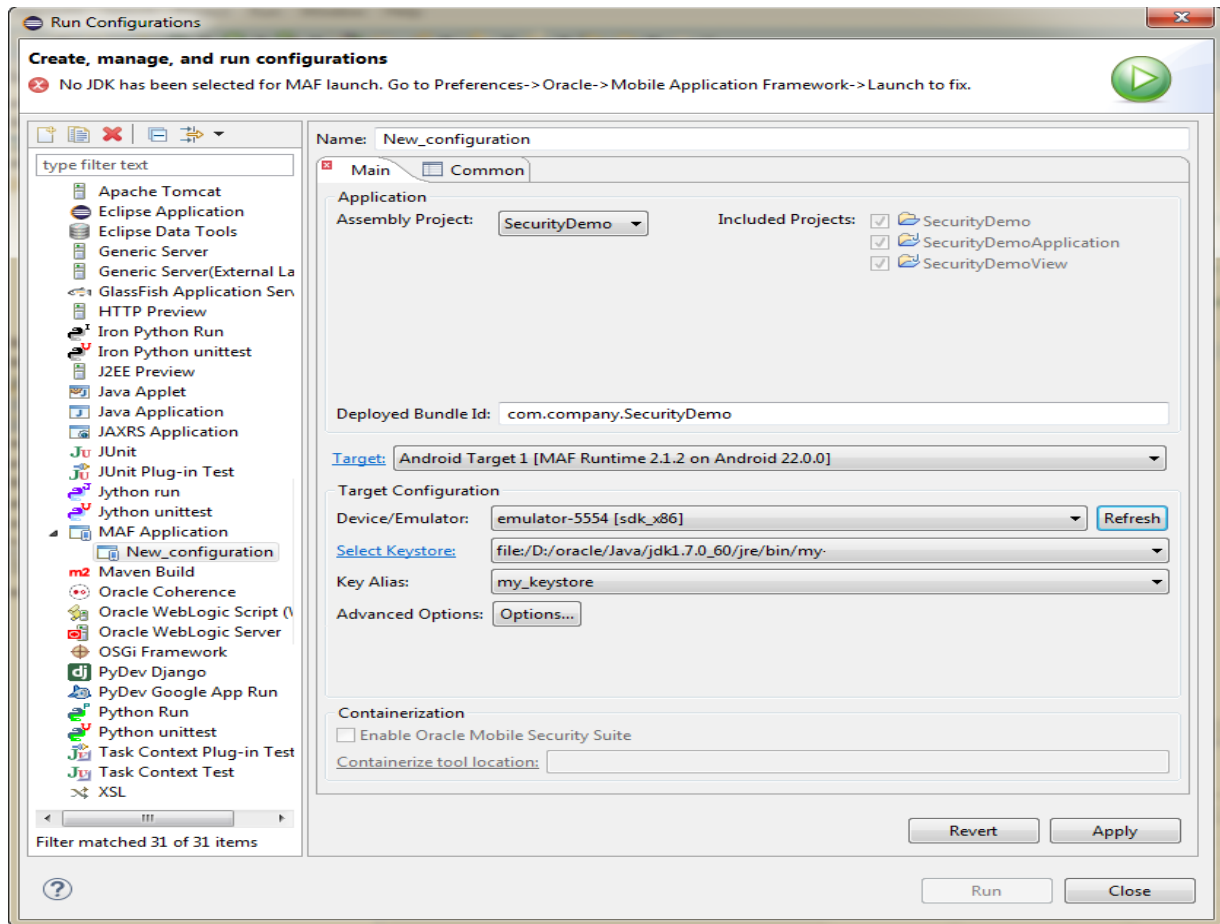 Run Configurations
Create, manage, and run configurations
No JDK has been selected for MAF launch. Go to Preferences->Oracle->Mobile Application Framework->Launch to fix.
type filter text
Apache Tomcat
Eclipse Application
Eclipse Data Tools
Generic Server
Generic Server(External La
GlassFish Application Serv
HTTP Preview
Iron Python Run
Iron Python unittest
J2EE Preview
Java Applet
Java Application
JAXRS Application
JUnit
JUnit Plug-in Test
Jython run
Jython unittest
MAF Application
New_configuration
Maven Build
Oracle Coherence
Oracle WebLogic Script (\
Oracle WebLogic Server
OSGi Framework
PyDev Django
PyDev Google App Run
Python Run
Python unittest
Task Context Plug-in Test
Task Context Test
XSL
Filter matched 31 of 31 items
Name: New_configuration
Main Common
Application
Assembly Project: SecurityDemo
Included Projects: SecurityDemo
SecurityDemoApplication
SecurityDemoView
Deployed Bundle Id: com.company.SecurityDemo
Target: Android Target 1 [MAF Runtime 2.1.2 on Android 22.0.0]
Target Configuration
Device/Emulator: emulator-5554 [sdk_x86] Refresh
Select Keystore: file:/D:/oracle/Java/jdk1.7.0_60/jre/bin/my-
Key Alias: my_keystore
Advanced Options: Options...
Containerization
Enable Oracle Mobile Security Suite
Containerize tool location:
Revert Apply
Run Close